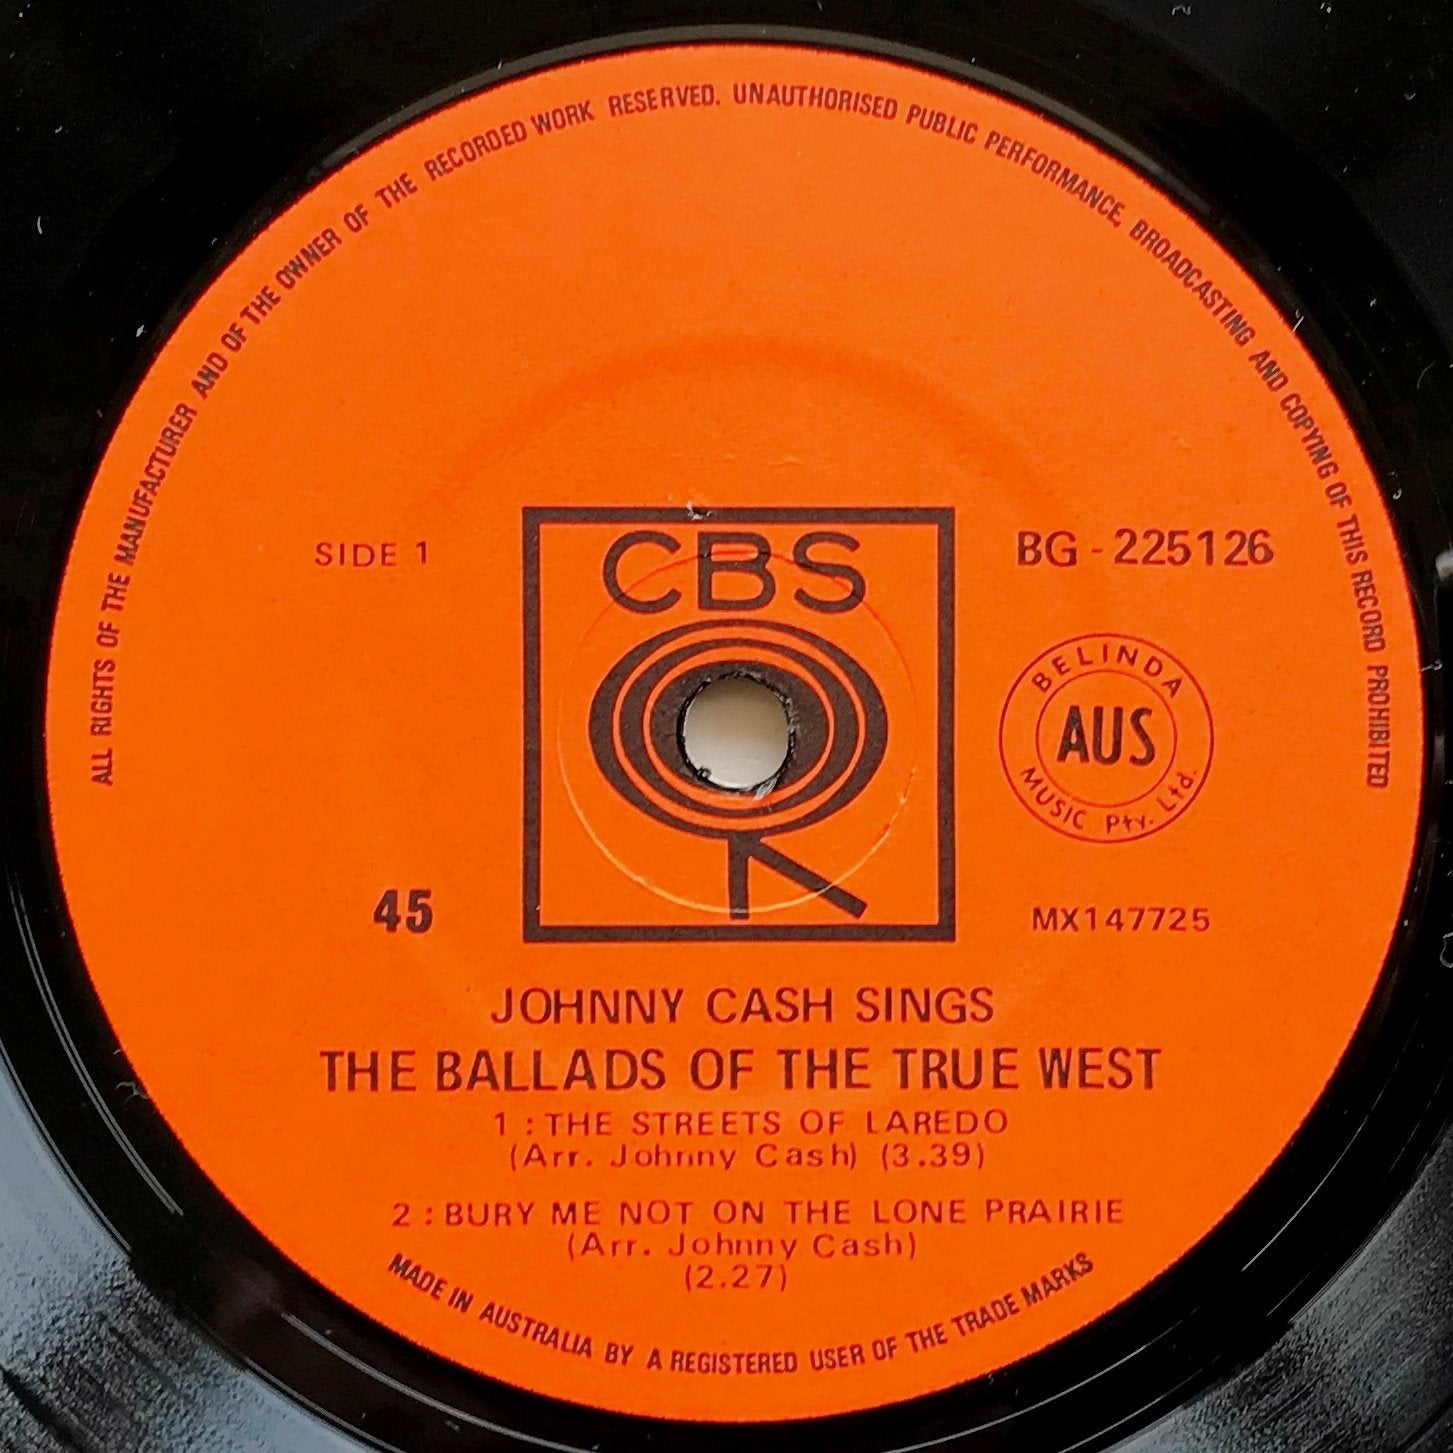 ALL RIGHTS OF THE MANUFACTURER AND OF THE OWNER OF THE RECORDED WORK RESERVED. UNAUTHORISED PUBLIC PERFORMANCE, BROADCASTING AND COPYING OF THIS RECORD PROHIBITED
SIDE 1
CBS
BG - 225126
BELINDA
AUS
MUSIC Pty. Ltd.
45
MX147725
JOHNNY CASH SINGS
THE BALLADS OF THE TRUE WEST
1 : THE STREETS OF LAREDO
(Arr. Johnny Cash) (3.39)
2 : BURY ME NOT ON THE LONE PRAIRIE
(Arr. Johnny Cash)
(2.27)
MADE IN AUSTRALIA BY A REGISTERED USER OF THE TRADE MARKS